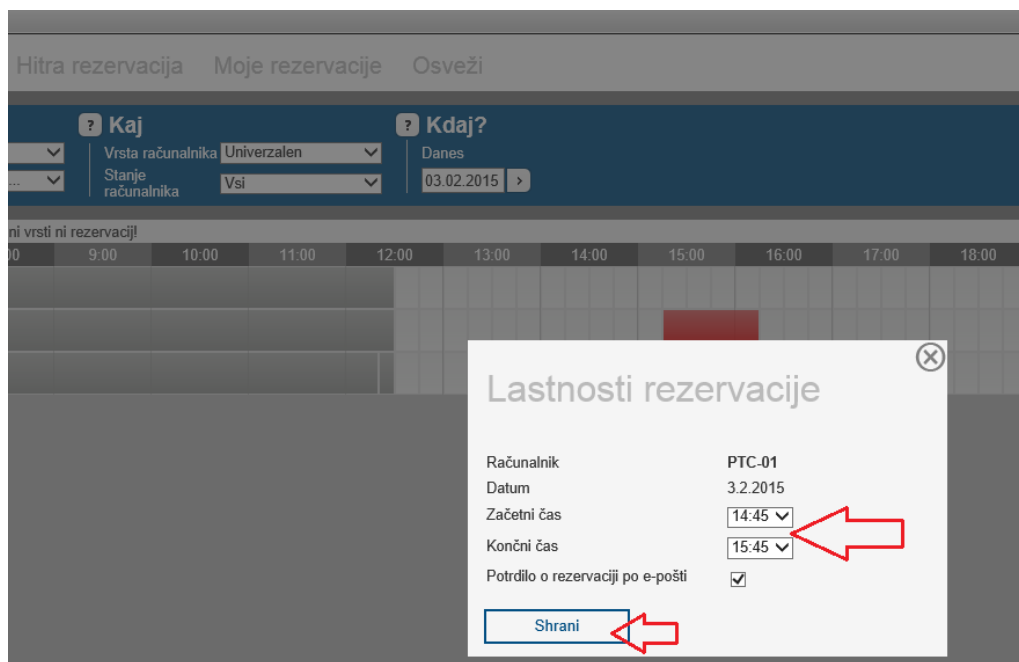 Hitra rezervacija Moje rezervacije Osveži
? Kaj ? Kdaj?
Vrsta računalnika Univerzalen Danes
... Stanje računalnika Vsi 03.02.2015 >
ni vrsti ni rezervacij!
00 9:00 10:00 11:00 12:00 13:00 14:00 15:00 16:00 17:00 18:00
Lastnosti rezervacije
Računalnik PTC-01
Datum 3.2.2015
Začetni čas 14:45
Končni čas 15:45
Potrdilo o rezervaciji po e-pošti
Shrani